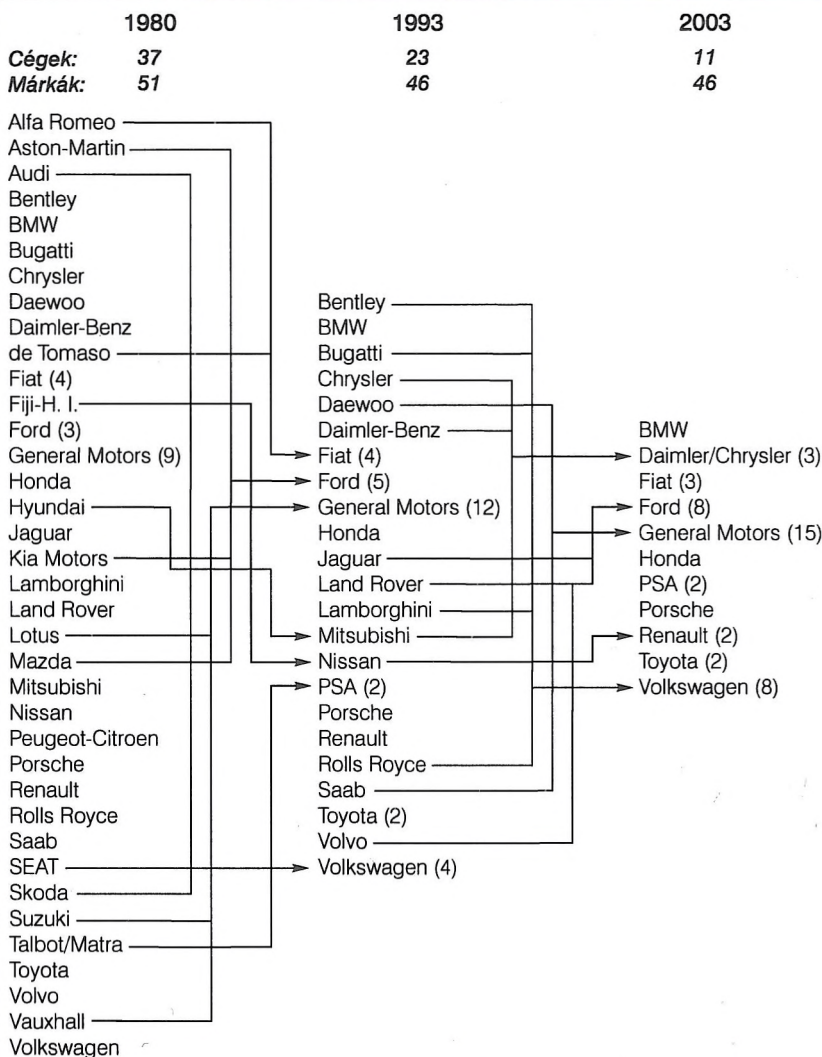 1980 1993 2003
Cégek: 37 23 11
Márkák: 51 46 46
Alfa Romeo
Aston-Martin
Audi
Bentley
BMW
Bugatti
Chrysler
Daewoo
Daimler-Benz
de Tomaso
Fiat (4)
Fiji-H. I.
Ford (3)
General Motors (9)
Honda
Hyundai
Jaguar
Kia Motors
Lamborghini
Land Rover
Lotus
Mazda
Mitsubishi
Nissan
Peugeot-Citroen
Porsche
Renault
Rolls Royce
Saab
SEAT
Skoda
Suzuki
Talbot/Matra
Toyota
Volvo
Vauxhall
Volkswagen
Bentley
BMW
Bugatti
Chrysler
Daewoo
Daimler-Benz
Fiat (4)
Ford (5)
General Motors (12)
Honda
Jaguar
Land Rover
Lamborghini
Mitsubishi
Nissan
PSA (2)
Porsche
Renault
Rolls Royce
Saab
Toyota (2)
Volvo
Volkswagen (4)
BMW
Daimler/Chrysler (3)
Fiat (3)
Ford (8)
General Motors (15)
Honda
PSA (2)
Porsche
Renault (2)
Toyota (2)
Volkswagen (8)